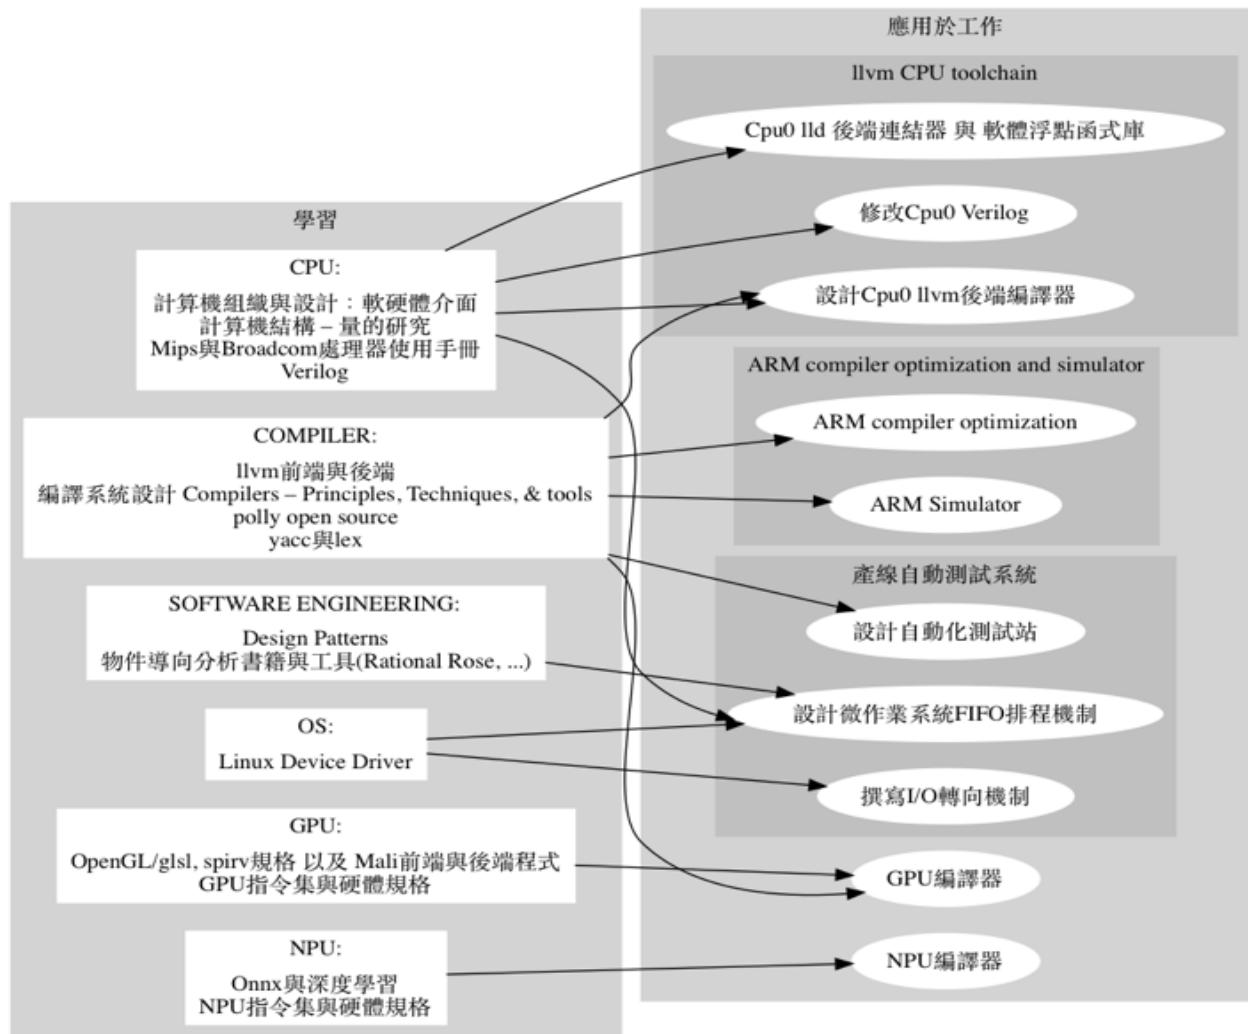 學習
CPU:
計算機組織與設計：軟硬體介面
計算機結構 – 量的研究
Mips與Broadcom處理器使用手冊
Verilog
COMPILER:
llvm前端與後端
編譯系統設計 Compilers – Principles, Techniques, & tools
polly open source
yacc與lex
SOFTWARE ENGINEERING:
Design Patterns
物件導向分析書籍與工具(Rational Rose, ...)
OS:
Linux Device Driver
GPU:
OpenGL/glsl, spirv規格 以及 Mali前端與後端程式
GPU指令集與硬體規格
NPU:
Onnx與深度學習
NPU指令集與硬體規格
應用於工作
llvm CPU toolchain
Cpu0 lld 後端連結器 與 軟體浮點函式庫
修改Cpu0 Verilog
設計Cpu0 llvm後端編譯器
ARM compiler optimization and simulator
ARM compiler optimization
ARM Simulator
產線自動測試系統
設計自動化測試站
設計微作業系統FIFO排程機制
撰寫I/O轉向機制
GPU編譯器
NPU編譯器